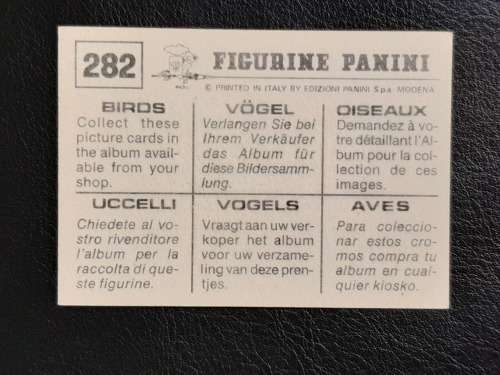 282
FIGURINE PANINI
© PRINTED IN ITALY BY EDIZIONI PANINI S.p.a. MODENA
BIRDS
Collect these
picture cards in
the album avail-
able from your
shop.
VÖGEL
Verlangen Sie bei
Ihrem Verkäufer
das Album für
diese Bildersamm-
lung.
OISEAUX
Demandez à vo-
tre détaillant l'Al-
bum pour la col-
lection de ces
images.
UCCELLI
Chiedete al vo-
stro rivenditore
l'album per la
raccolta di que-
ste figurine.
VOGELS
Vraagt aan uw ver-
koper het album
voor uw verzame-
ling van deze pren-
tjes.
AVES
Para coleccio-
nar estos cro-
mos compra tu
album en cual-
quier kiosko.